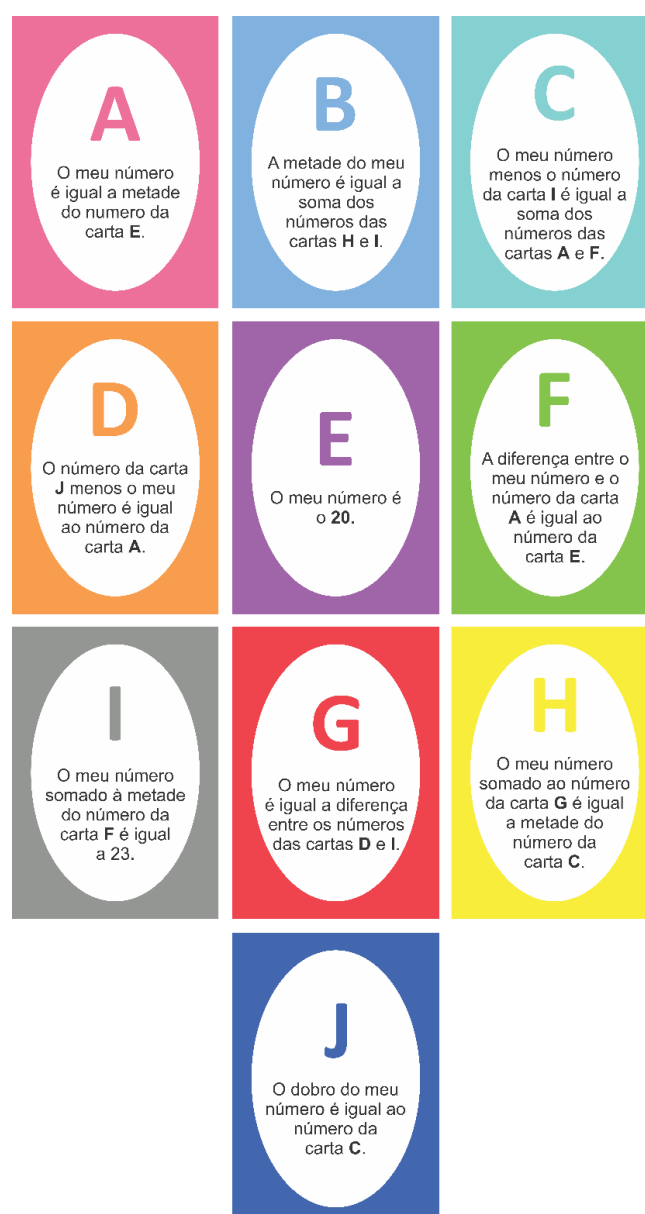 A
O meu número
é igual a metade
do numero da
carta E.
B
A metade do meu
número é igual a
soma dos
números das
cartas H e I.
C
O meu número
menos o número
da carta I é igual a
soma dos
números das
cartas A e F.
D
O número da carta
J menos o meu
número é igual
ao número da
carta A.
E
O meu número é
o 20.
F
A diferença entre o
meu número e o
número da carta
A é igual ao
número da
carta E.
I
O meu número
somado à metade
do número da
carta F é igual
a 23.
G
O meu número
é igual a diferença
entre os números
das cartas D e I.
H
O meu número
somado ao número
da carta G é igual
a metade do
número da
carta C.
J
O dobro do meu
número é igual ao
número da
carta C.